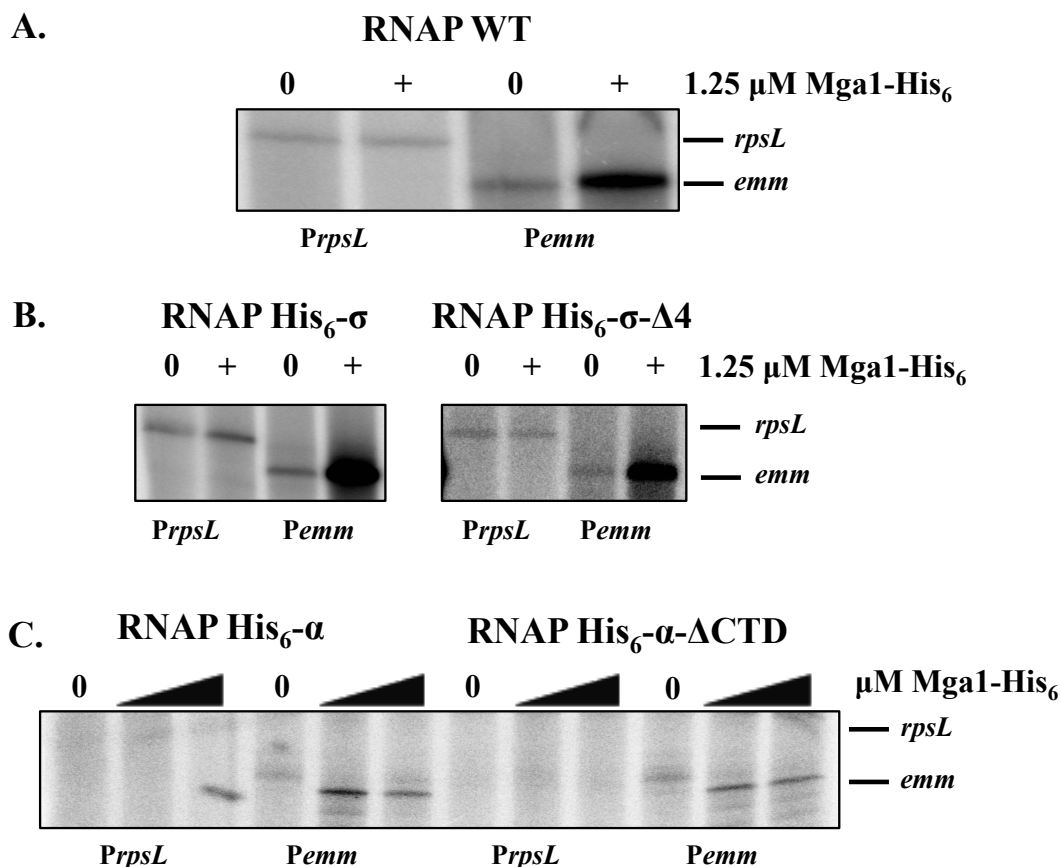 A.
RNAP WT
0 + 0 + 1.25 µM Mga1-His₆
rpsL
emm
PrpsL Pemm
B.
RNAP His₆-σ RNAP His₆-σ-Δ4
0 + 0 + 0 + 0 + 1.25 µM Mga1-His₆
rpsL
emm
PrpsL Pemm PrpsL Pemm
C.
RNAP His₆-α RNAP His₆-α-ΔCTD
0 0 0 0 µM Mga1-His₆
rpsL
emm
PrpsL Pemm PrpsL Pemm